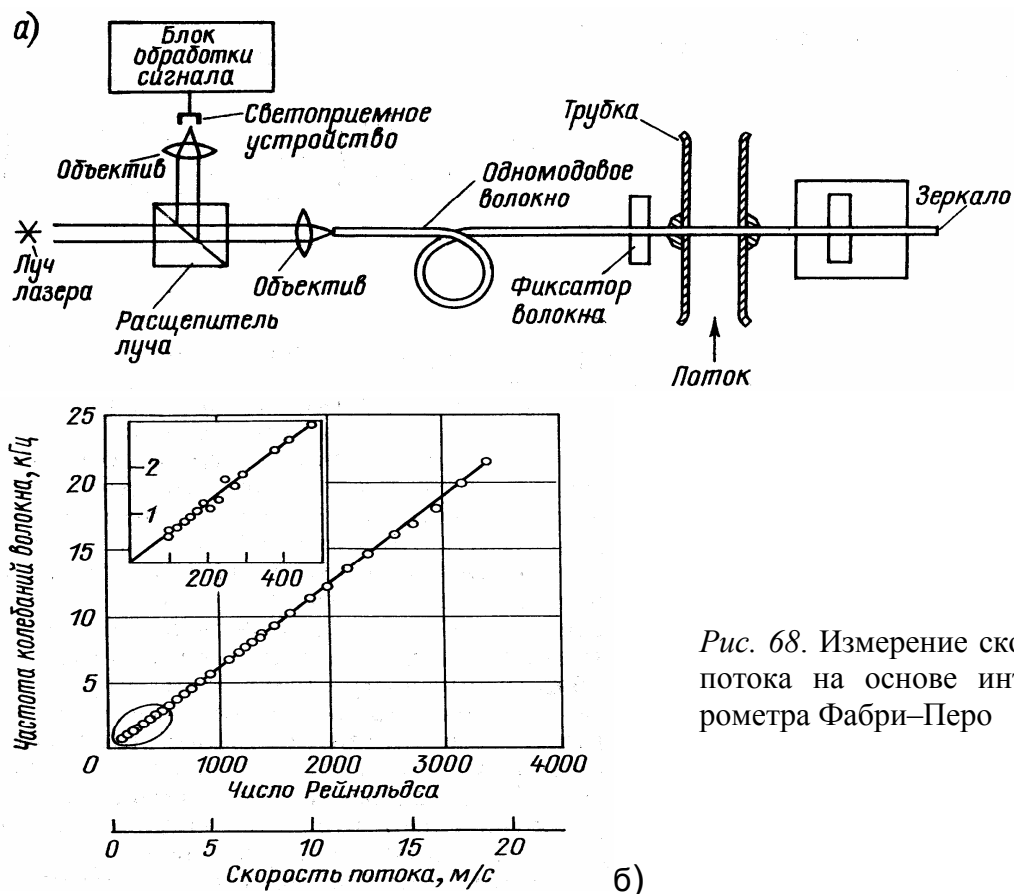 а)
Блок
обработки
сигнала
Светоприемное
устройство
Объектив
Трубка
Одномодовое
волокно
Зеркало
Луч
лазера
Объектив
Фиксатор
волокна
Расщепитель
луча
Поток
Частота колебаний волокна, кГц
25
20
15
10
5
0
2
1
200 400
1000 2000 3000 4000
Число Рейнольдса
0 5 10 15 20
Скорость потока, м/с
б)
Рис. 68. Измерение ско
потока на основе инт
рометра Фабри–Перо